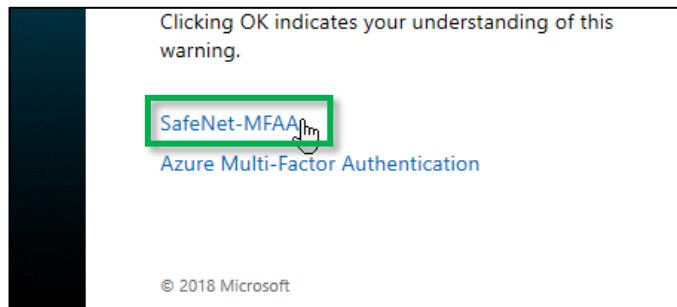 Clicking OK indicates your understanding of this
warning.
SafeNet-MFAA
Azure Multi-Factor Authentication
© 2018 Microsoft